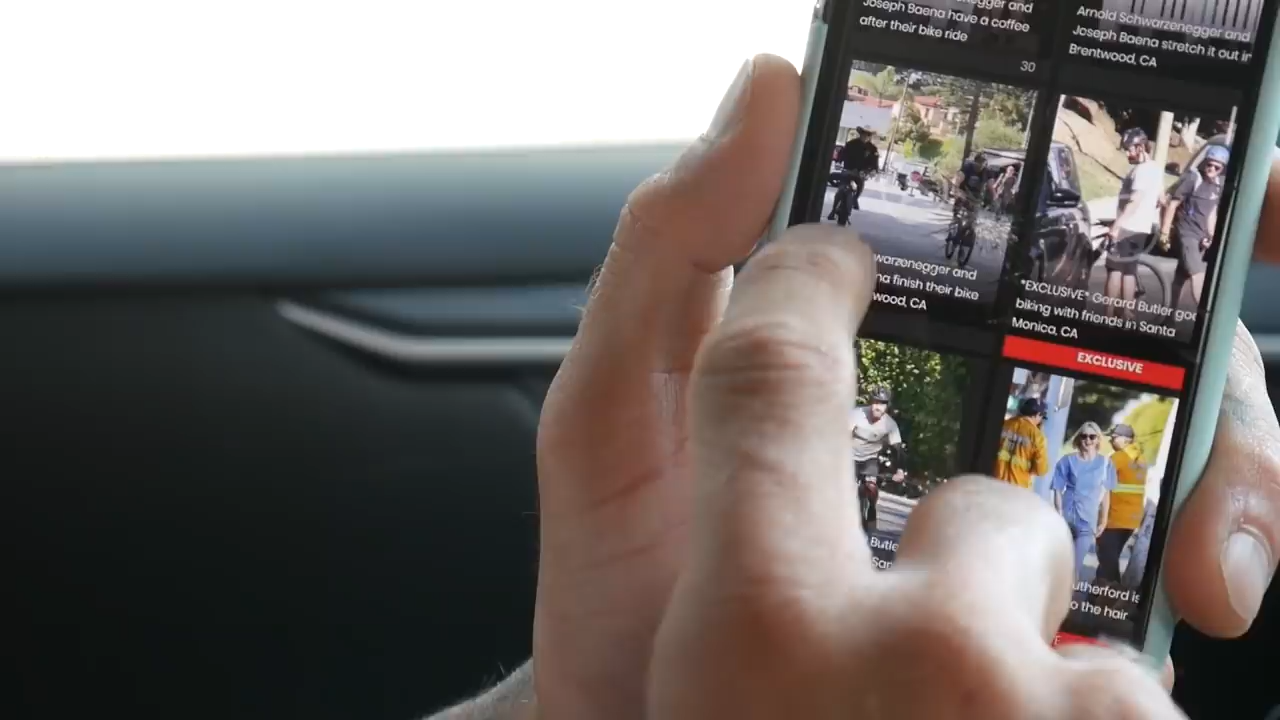 Joseph Baena have a coffee
after their bike ride
30
Arnold Schwarzenegger and
Joseph Baena stretch it out in
Brentwood, CA
warzenegger and
na finish their bike
wood, CA
*EXCLUSIVE* Gerard Butler goe
biking with friends in Santa
Monica, CA
EXCLUSIVE
Butle
San
utherford is
o the hair